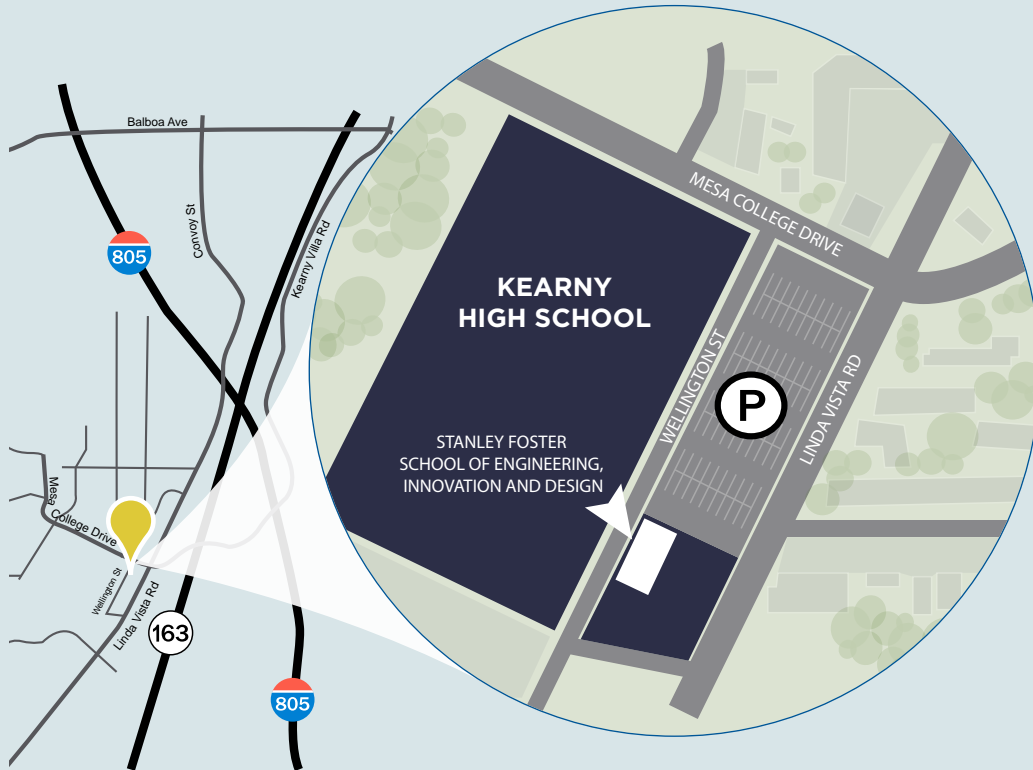 Balboa Ave
805
Convoy St
Kearny Villa Rd
Mesa
College Drive
Wellington St
Linda Vista Rd
163
805
MESA COLLEGE DRIVE
KEARNY
HIGH SCHOOL
WELLINGTON ST
P
LINDA VISTA RD
STANLEY FOSTER
SCHOOL OF ENGINEERING,
INNOVATION AND DESIGN